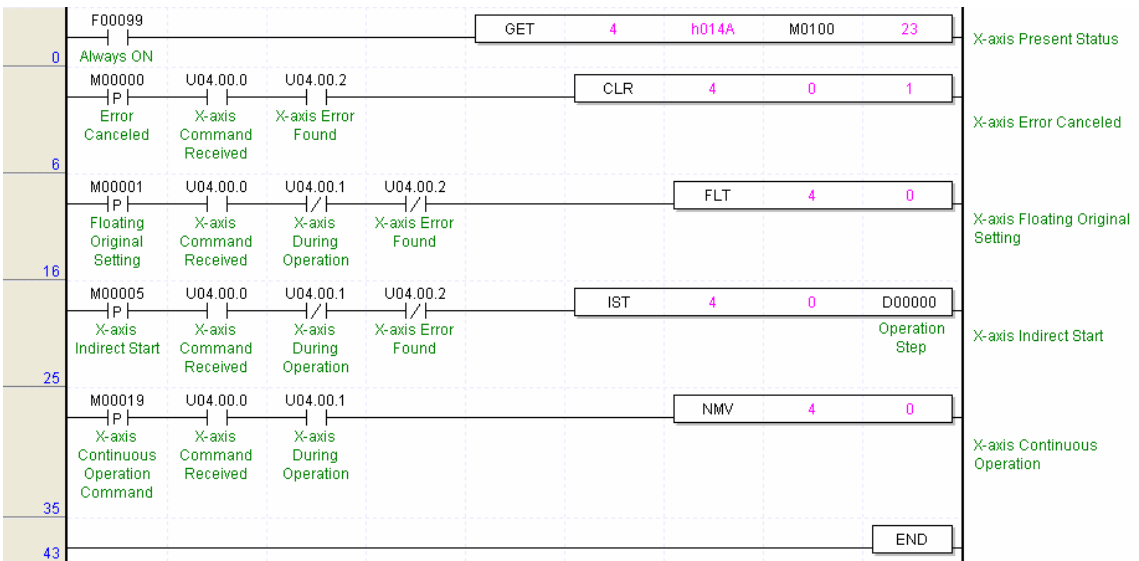 F00099
GET 4 h014A M0100 23
X-axis Present Status
0 Always ON
M00000 U04.00.0 U04.00.2
P
CLR 4 0 1
Error X-axis X-axis Error
Canceled Command Found
Received
X-axis Error Canceled
6
M00001 U04.00.0 U04.00.1 U04.00.2
P
FLT 4 0
Floating X-axis X-axis X-axis Error
Original Command During Found
Setting Received Operation
X-axis Floating Original
Setting
16
M00005 U04.00.0 U04.00.1 U04.00.2
P
IST 4 0 D00000
X-axis X-axis X-axis X-axis Error
Indirect Start Command During Found
Received Operation
Operation
Step
X-axis Indirect Start
25
M00019 U04.00.0 U04.00.1
P
NMV 4 0
X-axis X-axis X-axis
Continuous Command During
Operation Received Operation
Command
X-axis Continuous
Operation
35
END
43